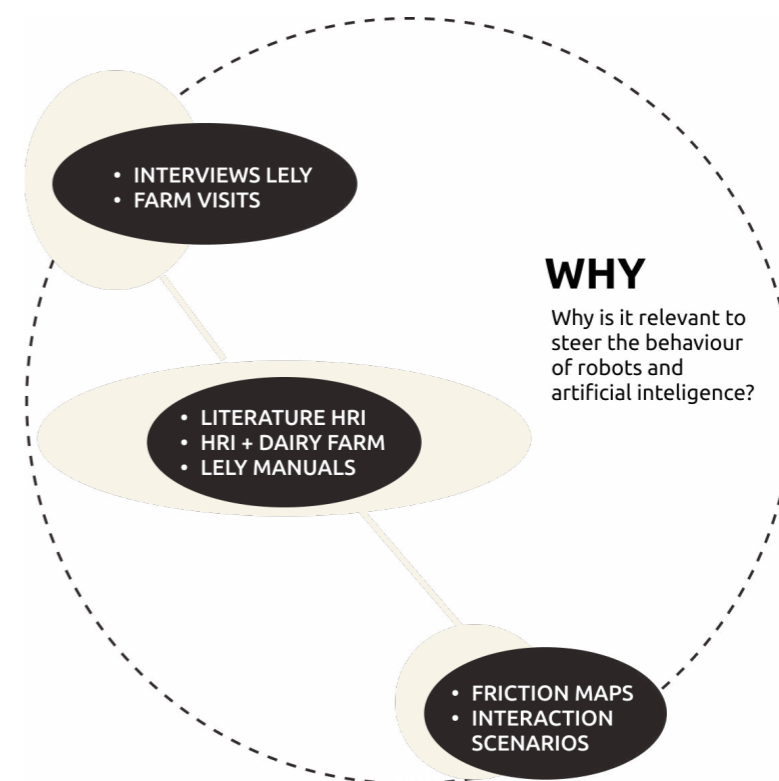 • INTERVIEWS LELY
• FARM VISITS
WHY
Why is it relevant to
steer the behaviour
of robots and
artificial inteligence?
• LITERATURE HRI
• HRI + DAIRY FARM
• LELY MANUALS
• FRICTION MAPS
• INTERACTION
SCENARIOS